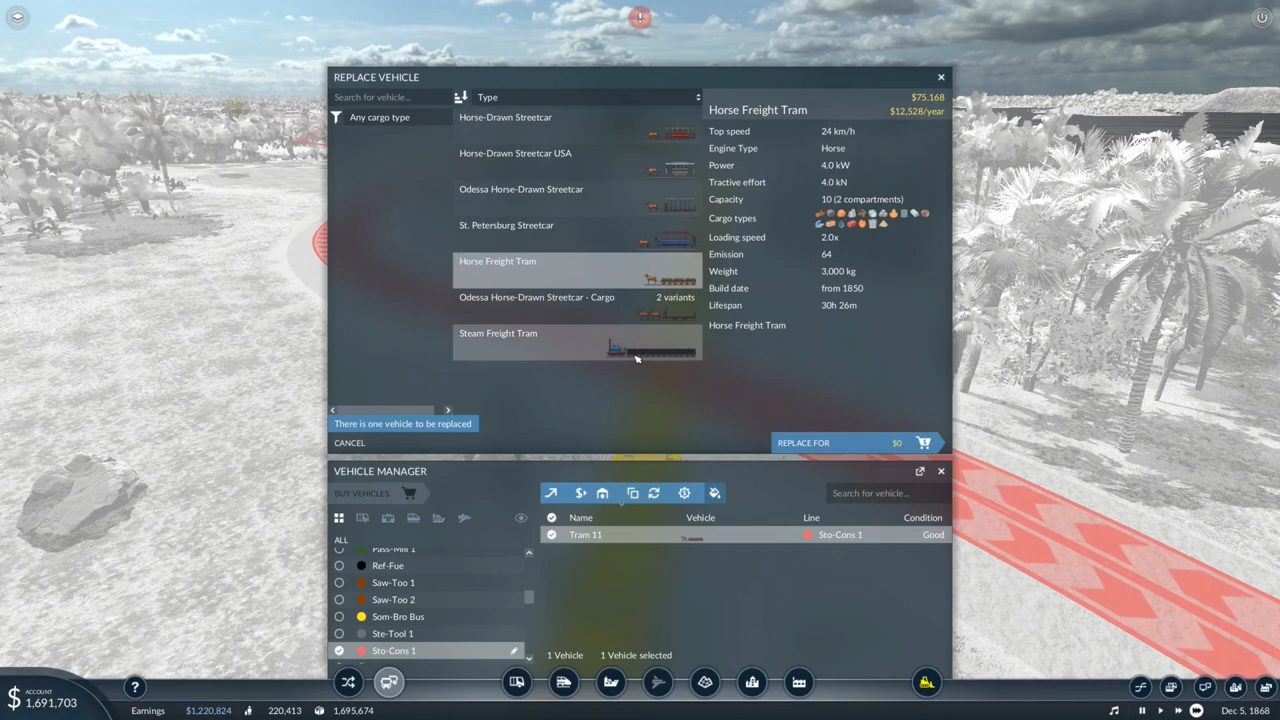 REPLACE VEHICLE
Search for vehicle...
Type
Any cargo type
Horse-Drawn Streetcar
Horse-Drawn Streetcar USA
Odessa Horse-Drawn Streetcar
St. Petersburg Streetcar
Horse Freight Tram
Odessa Horse-Drawn Streetcar - Cargo 2 variants
Steam Freight Tram
$75,168
Horse Freight Tram
$12,528/year
Top speed 24 km/h
Engine Type Horse
Power 4.0 kW
Tractive effort 4.0 kN
Capacity 10 (2 compartments)
Cargo types
Loading speed 2.0x
Emission 64
Weight 3,000 kg
Build date from 1850
Lifespan 30h 26m
Horse Freight Tram
There is one vehicle to be replaced
CANCEL
REPLACE FOR $0
VEHICLE MANAGER
BUY VEHICLES
Search for vehicle...
ALL
Pass-Mini 1
Ref-Fue
Saw-Too 1
Saw-Too 2
Som-Bro Bus
Ste-Tool 1
Sto-Cons 1
Name Vehicle Line Condition
Tram 11 Sto-Cons 1 Good
1 Vehicle 1 Vehicle selected
$ ACCOUNT
1,691,703
?
Earnings $1,220,824 220,413 1,695,674
Dec 5, 1868